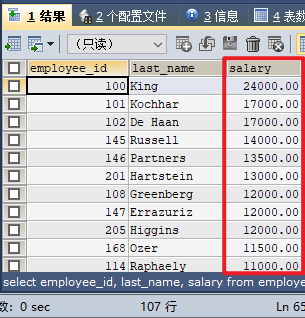 1 结果 2 个配置文件 3 信息 4 表数
（只读）
employee_id last_name salary
100 King 24000.00
101 Kochhar 17000.00
102 De Haan 17000.00
145 Russell 14000.00
146 Partners 13500.00
201 Hartstein 13000.00
108 Greenberg 12000.00
147 Errazuriz 12000.00
205 Higgins 12000.00
168 Ozer 11500.00
114 Raphaely 11000.00
select employee_id, last_name, salary from employe
数: 0 sec 107 行 Ln 65